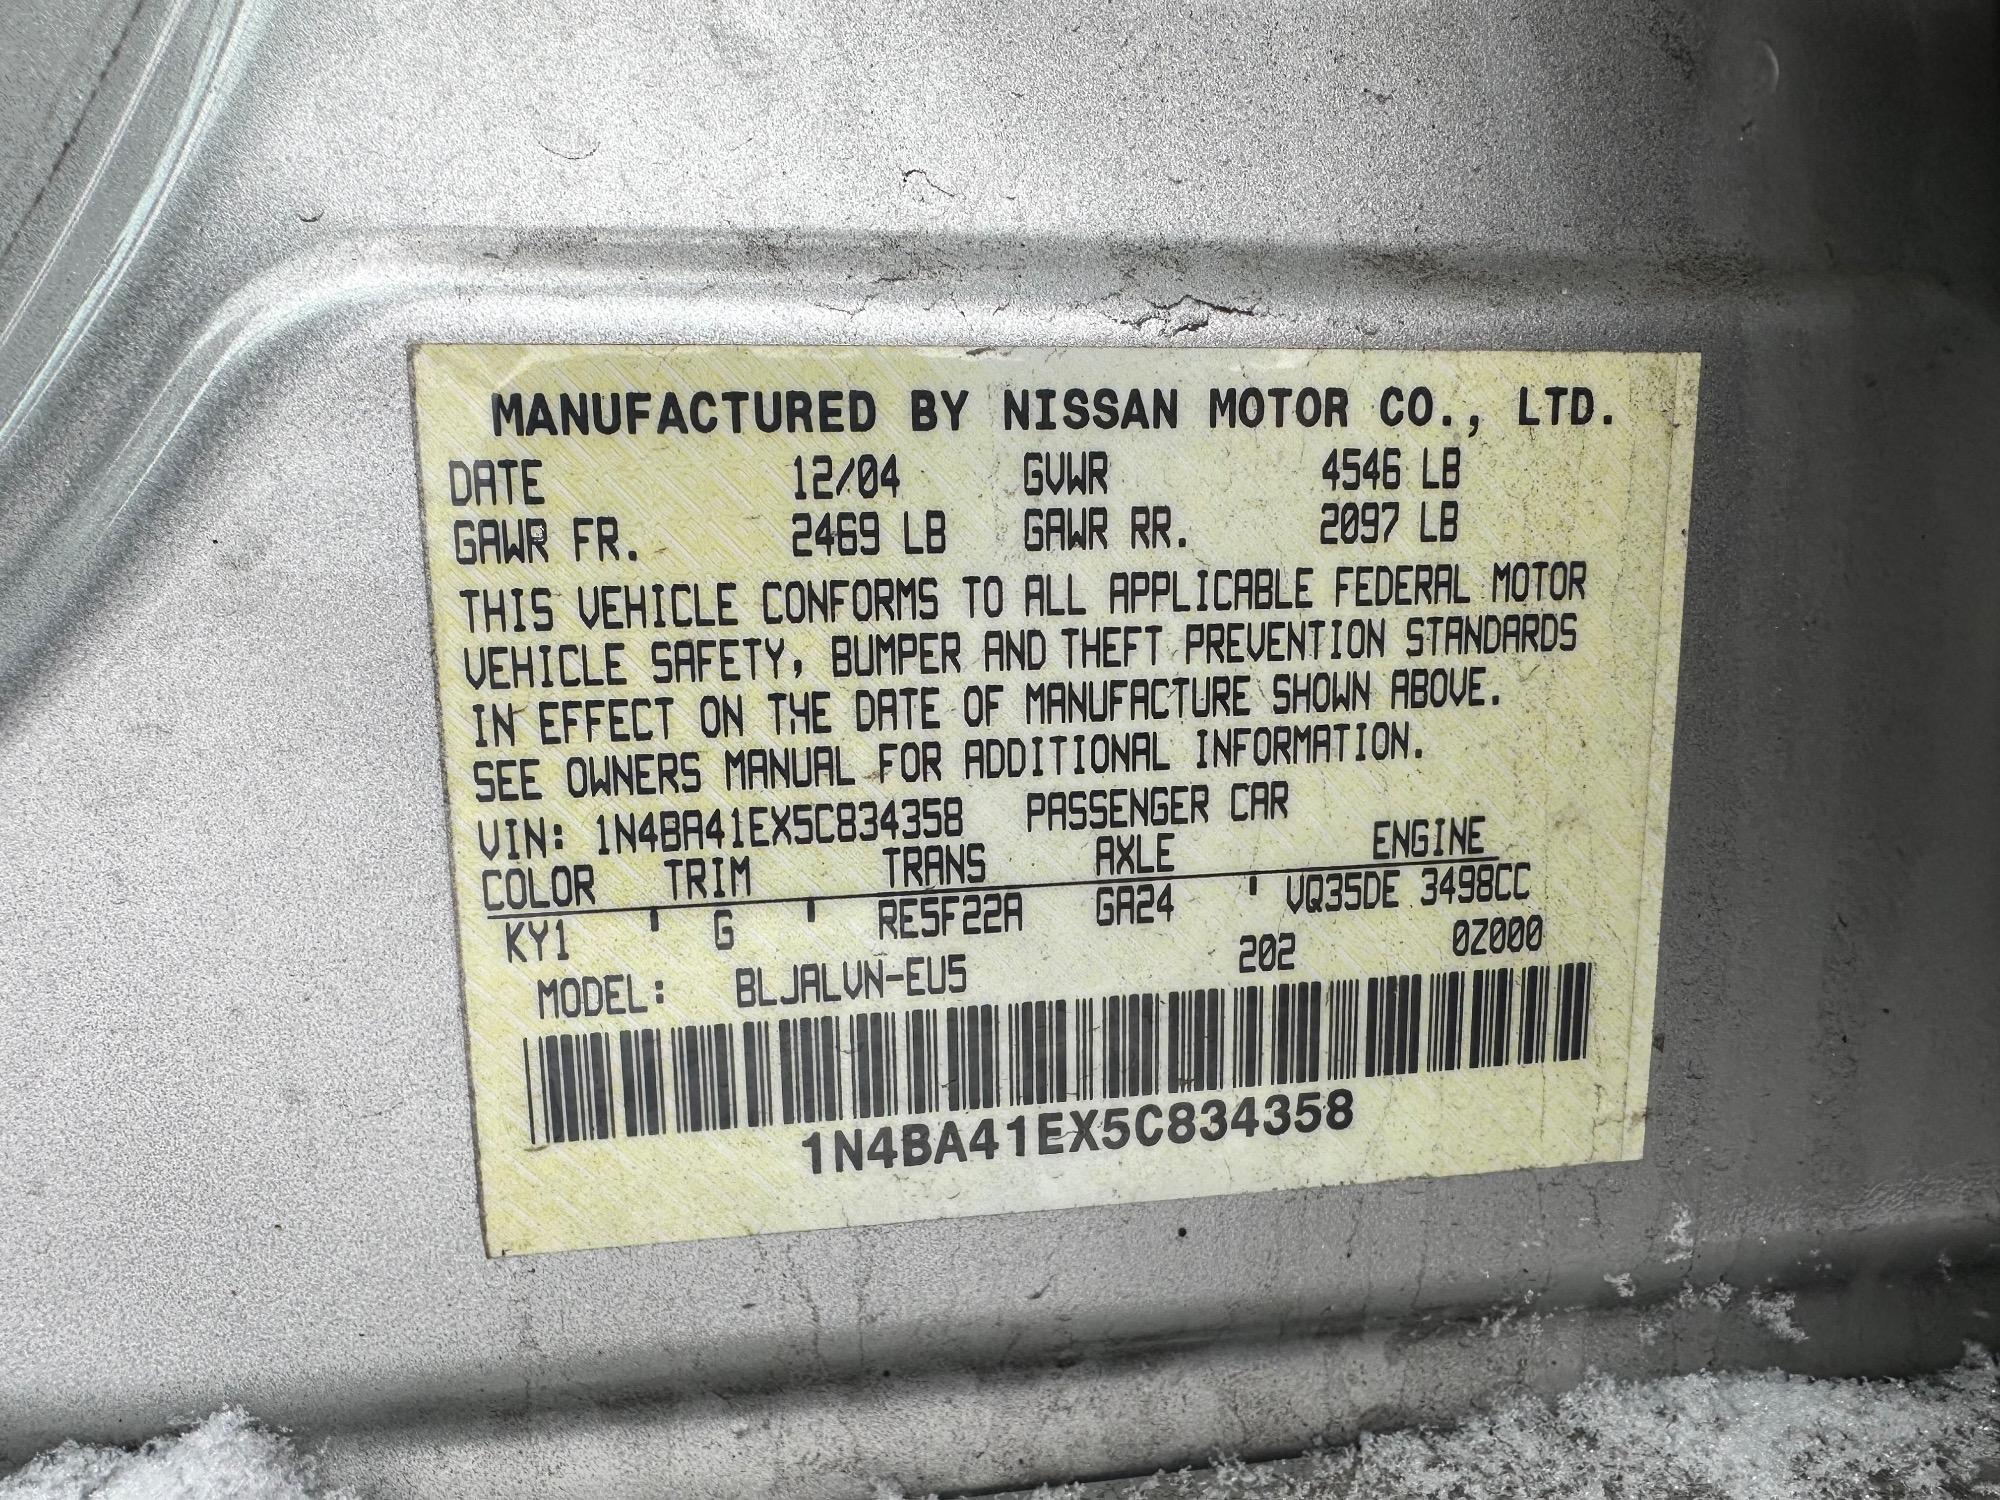 MANUFACTURED BY NISSAN MOTOR CO., LTD.
DATE 12/04 GVWR 4546 LB
GAWR FR. 2469 LB GAWR RR. 2097 LB
THIS VEHICLE CONFORMS TO ALL APPLICABLE FEDERAL MOTOR
VEHICLE SAFETY, BUMPER AND THEFT PREVENTION STANDARDS
IN EFFECT ON THE DATE OF MANUFACTURE SHOWN ABOVE.
SEE OWNERS MANUAL FOR ADDITIONAL INFORMATION.
VIN: 1N4BA41EX5C834358 PASSENGER CAR
COLOR TRIM TRANS AXLE ENGINE
KY1 G RE5F22A GA24 VQ35DE 3498CC
MODEL: BLJALVN-EU5 202 0Z000
1N4BA41EX5C834358